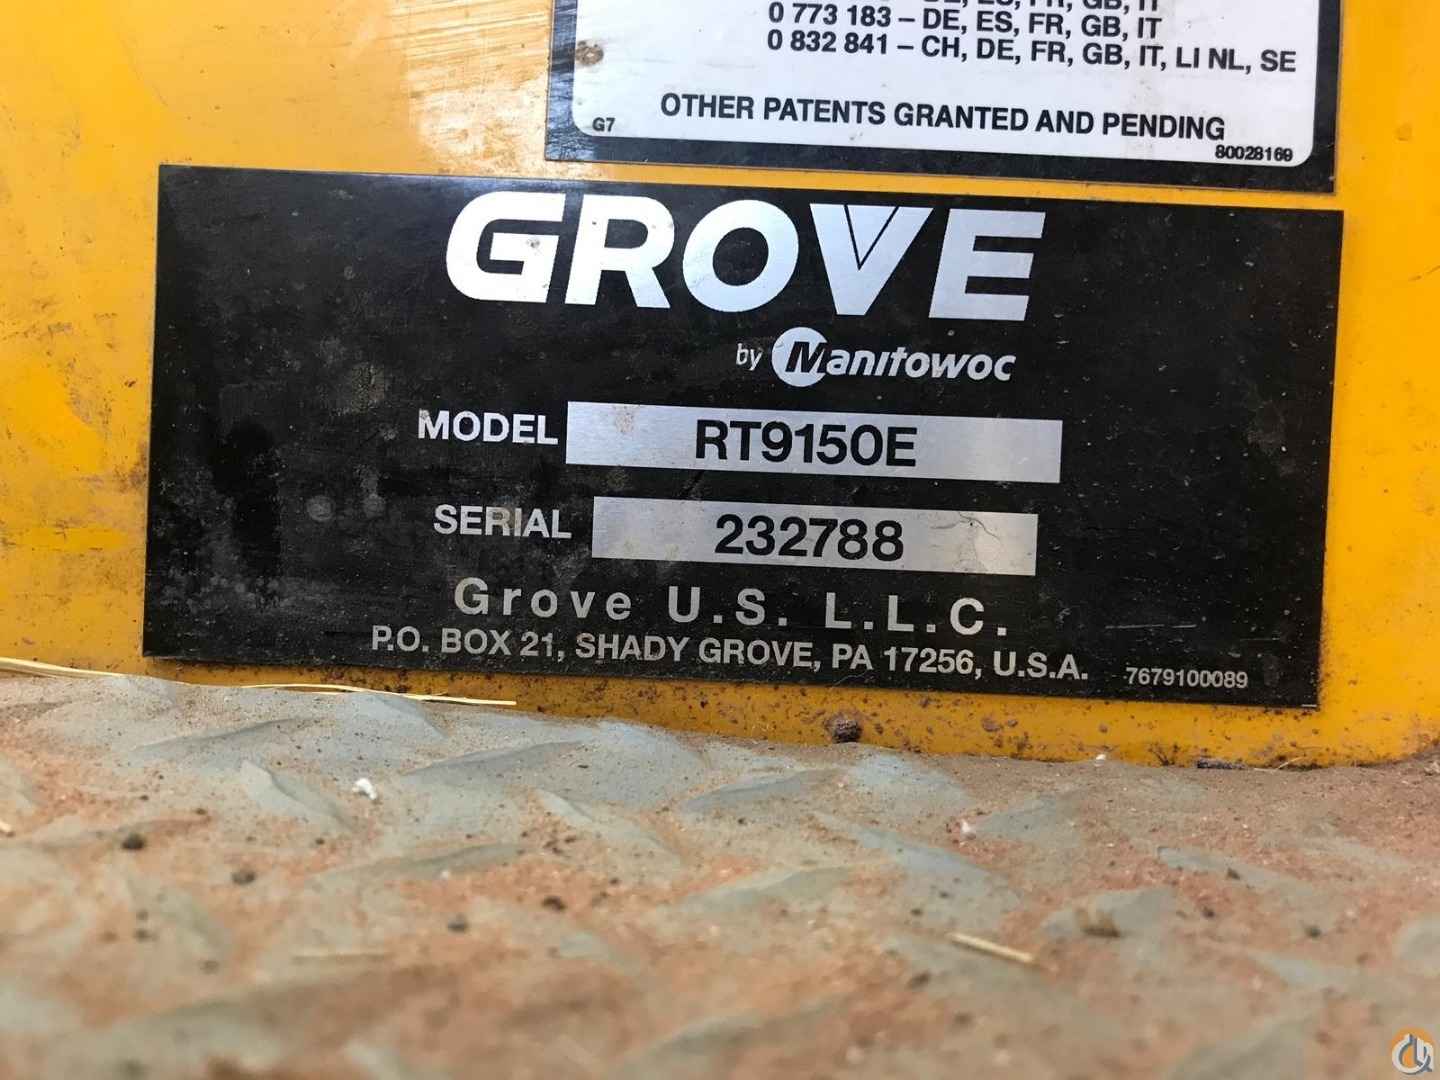 0 773 183 – DE, ES, FR, GB, IT
0 832 841 – CH, DE, FR, GB, IT, LI NL, SE
OTHER PATENTS GRANTED AND PENDING
G7
80028169
GROVE
by Manitowoc
MODEL RT9150E
SERIAL 232788
Grove U.S. L.L.C.
P.O. BOX 21, SHADY GROVE, PA 17256, U.S.A.
7679100089